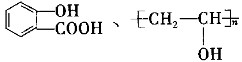 OH
COOH 、 ⁅CH₂—CH⁆ₙ
OH